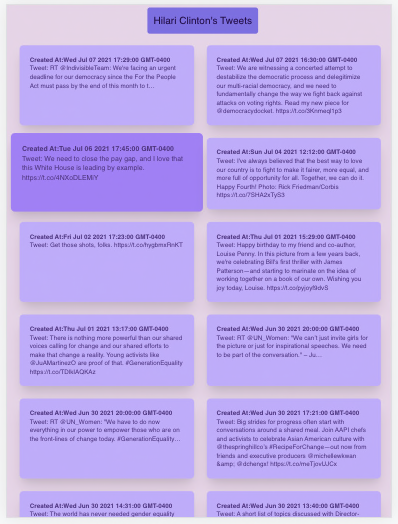 Hilari Clinton's Tweets
Created At:Wed Jul 07 2021 17:29:00 GMT-0400
Tweet: RT @IndivisibleTeam: We're facing an urgent
deadline for our democracy since the For the People
Act must pass by the end of this month to t…
Created At:Wed Jul 07 2021 16:30:00 GMT-0400
Tweet: We are witnessing a concerted attempt to
destabilize the democratic process and delegitimize
our multi-racial democracy, and we need to
fundamentally change the way we fight back against
attacks on voting rights. Read my new piece for
@democracydocket. https://t.co/3Knmeql1p3
Created At:Tue Jul 06 2021 17:45:00 GMT-0400
Tweet: We need to close the pay gap, and I love that
this White House is leading by example.
https://t.co/4NXoDLEMIY
Created At:Sun Jul 04 2021 12:12:00 GMT-0400
Tweet: I've always believed that the best way to love
our country is to fight to make it fairer, more equal, and
more full of opportunity for all. Together, we can do it.
Happy Fourth! Photo: Rick Friedman/Corbis
https://t.co/7SHA2xTyS3
Created At:Fri Jul 02 2021 17:23:00 GMT-0400
Tweet: Get those shots, folks. https://t.co/hygbmxRnKT
Created At:Thu Jul 01 2021 15:29:00 GMT-0400
Tweet: Happy birthday to my friend and co-author,
Louise Penny. In this picture from a few years back,
we're celebrating Bill's first thriller with James
Patterson—and starting to marinate on the idea of
working together on a book of our own. Wishing you
joy today, Louise. https://t.co/pyjoyf9dvS
Created At:Thu Jul 01 2021 13:17:00 GMT-0400
Tweet: There is nothing more powerful than our shared
voices calling for change and our shared efforts to
make that change a reality. Young activists like
@JuAMartinezO are proof of that. #GenerationEquality
https://t.co/TDlkIAQKAz
Created At:Wed Jun 30 2021 20:00:00 GMT-0400
Tweet: RT @UN_Women: "We can't just invite girls for
the picture or just for inspirational speeches. We need
to be part of the conversation." – Ju…
Created At:Wed Jun 30 2021 20:00:00 GMT-0400
Tweet: RT @UN_Women: "We have to do now
everything in our power to empower those who are on
the front-lines of change today. #GenerationEquality…
Created At:Wed Jun 30 2021 17:21:00 GMT-0400
Tweet: Big strides for progress often start with
conversations around a shared meal. Join AAPI chefs
and activists to celebrate Asian American culture with
@thespringhillco's #RecipeForChange—out now from
friends and executive producers @michellewkwan
&amp; @dchengs! https://t.co/meTjovUJCx
Created At:Wed Jun 30 2021 14:31:00 GMT-0400
Tweet: The world has never needed gender equality
Created At:Wed Jun 30 2021 13:40:00 GMT-0400
Tweet: A short list of topics discussed with Director-